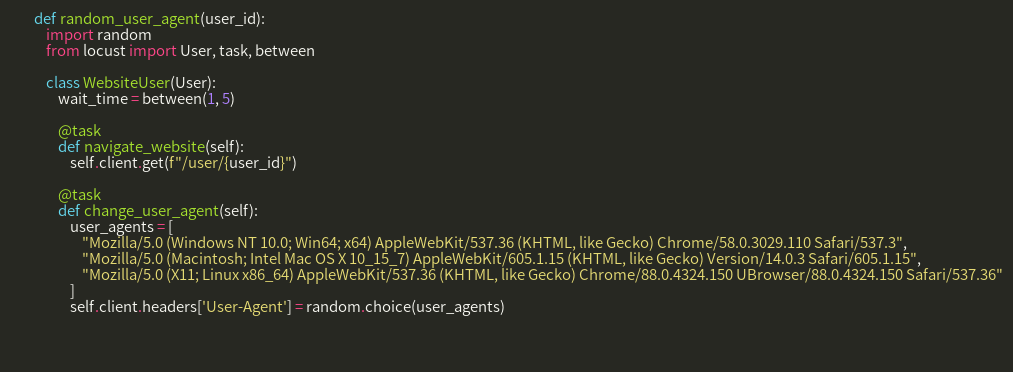 def random_user_agent(user_id):
import random
from locust import User, task, between
class WebsiteUser(User):
wait_time = between(1, 5)
@task
def navigate_website(self):
self.client.get(f"/user/{user_id}")
@task
def change_user_agent(self):
user_agents = [
"Mozilla/5.0 (Windows NT 10.0; Win64; x64) AppleWebKit/537.36 (KHTML, like Gecko) Chrome/58.0.3029.110 Safari/537.3",
"Mozilla/5.0 (Macintosh; Intel Mac OS X 10_15_7) AppleWebKit/605.1.15 (KHTML, like Gecko) Version/14.0.3 Safari/605.1.15",
"Mozilla/5.0 (X11; Linux x86_64) AppleWebKit/537.36 (KHTML, like Gecko) Chrome/88.0.4324.150 UBrowser/88.0.4324.150 Safari/537.36"
]
self.client.headers['User-Agent'] = random.choice(user_agents)